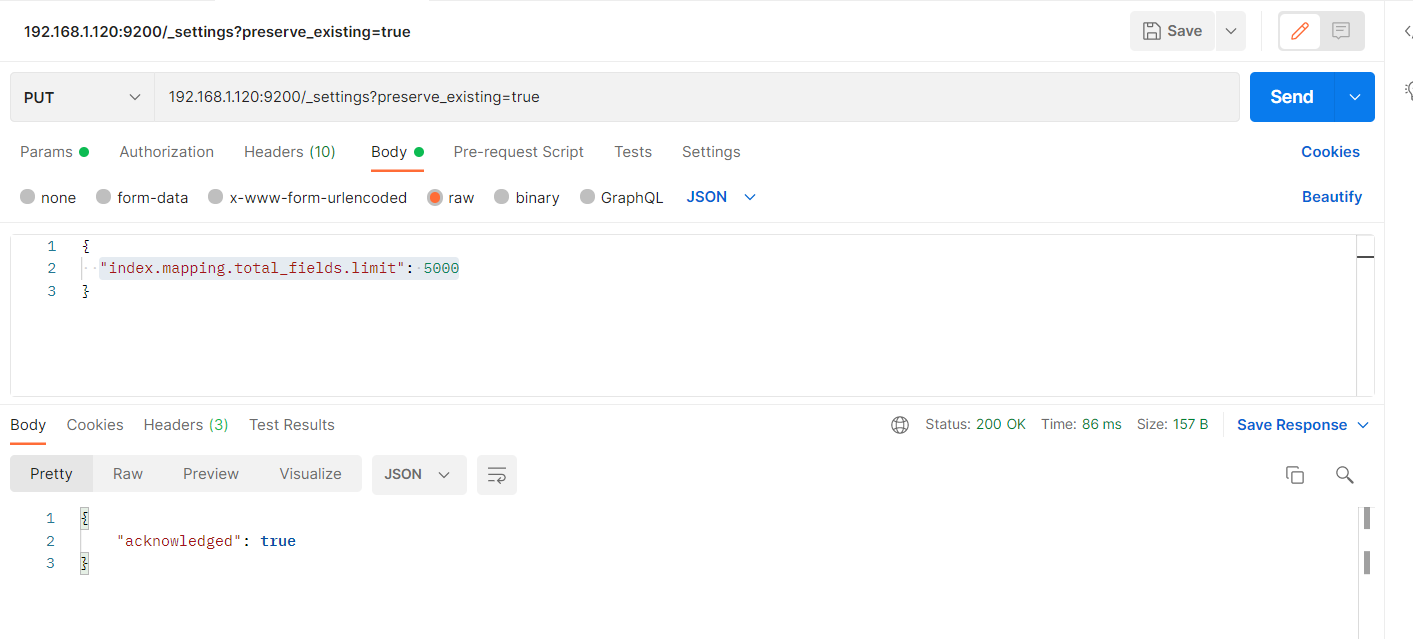 192.168.1.120:9200/_settings?preserve_existing=true Save
PUT 192.168.1.120:9200/_settings?preserve_existing=true Send
Params Authorization Headers (10) Body Pre-request Script Tests Settings Cookies
none form-data x-www-form-urlencoded raw binary GraphQL JSON Beautify
1 {
2 "index.mapping.total_fields.limit": 5000
3 }
Body Cookies Headers (3) Test Results Status: 200 OK Time: 86 ms Size: 157 B Save Response
Pretty Raw Preview Visualize JSON
1 {
2 "acknowledged": true
3 }